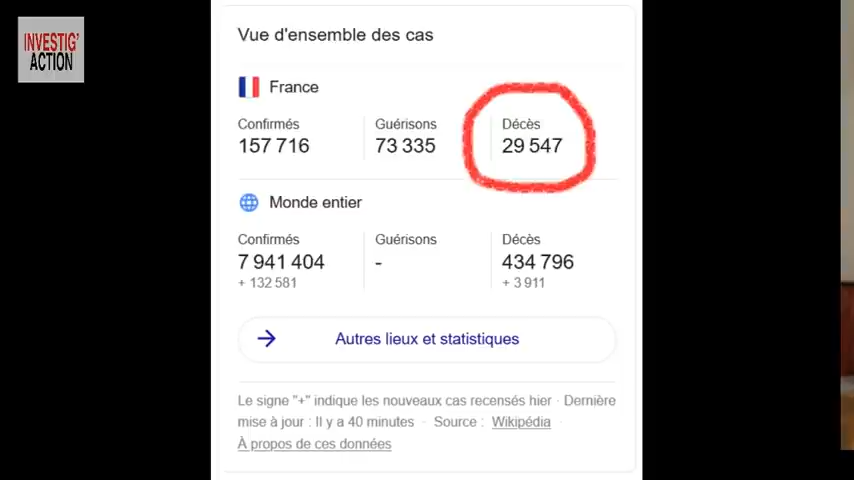 INVESTIG'
ACTION
Vue d'ensemble des cas
France
Confirmés Guérisons Décès
157 716 73 335 29 547
Monde entier
Confirmés Guérisons Décès
7 941 404 - 434 796
+ 132 581 + 3 911
Autres lieux et statistiques
Le signe "+" indique les nouveaux cas recensés hier · Dernière
mise à jour : Il y a 40 minutes · Source : Wikipédia ·
À propos de ces données